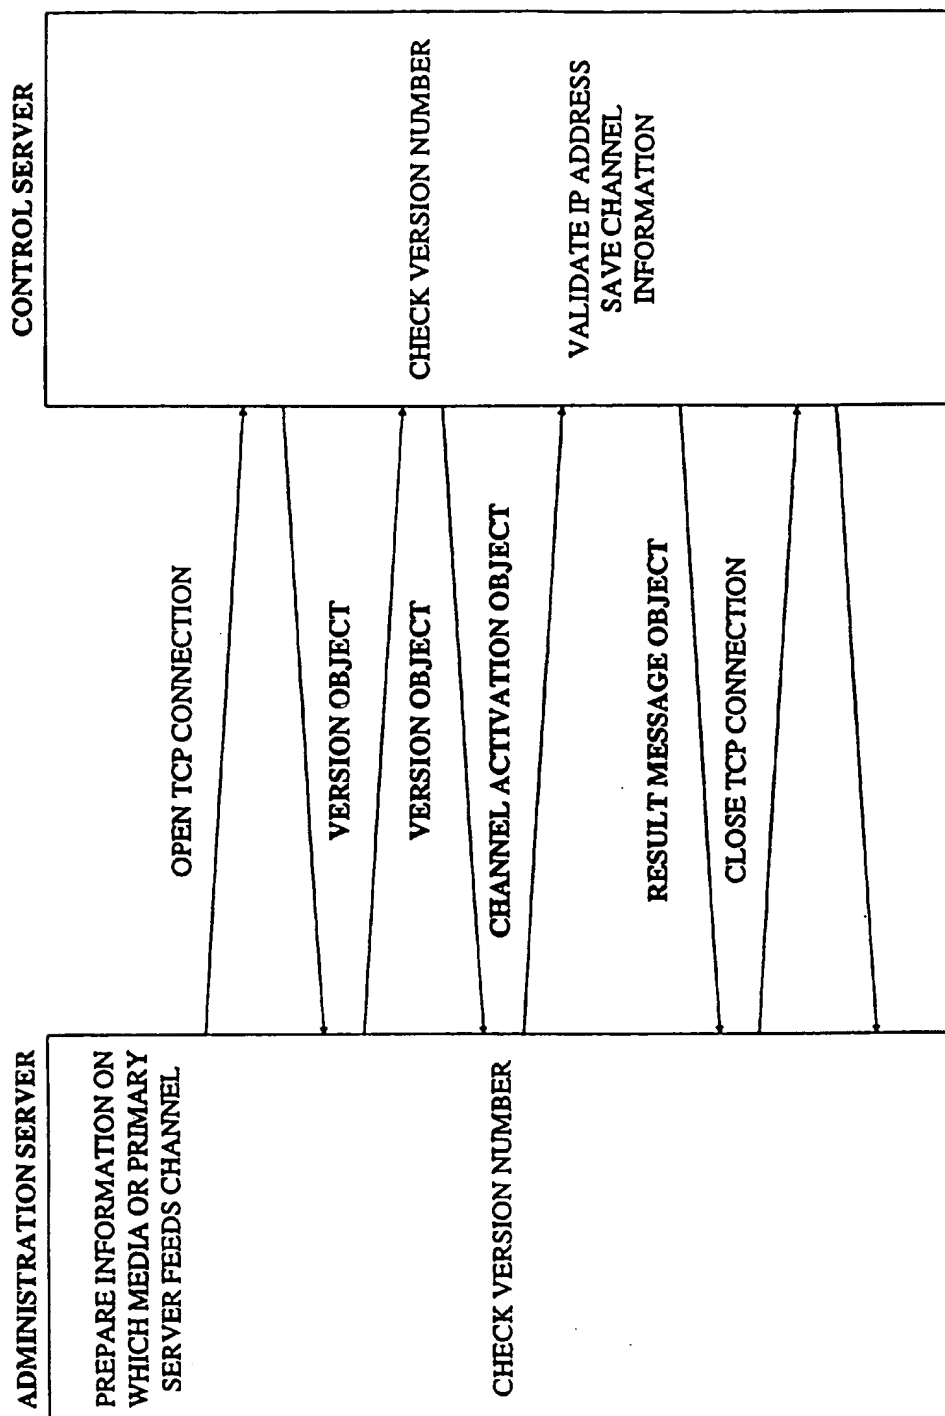 ADMINISTRATION SERVER
CONTROL SERVER
PREPARE INFORMATION ON
WHICH MEDIA OR PRIMARY
SERVER FEEDS CHANNEL
OPEN TCP CONNECTION
VERSION OBJECT
VERSION OBJECT
CHECK VERSION NUMBER
CHANNEL ACTIVATION OBJECT
CHECK VERSION NUMBER
VALIDATE IP ADDRESS
SAVE CHANNEL
INFORMATION
RESULT MESSAGE OBJECT
CLOSE TCP CONNECTION